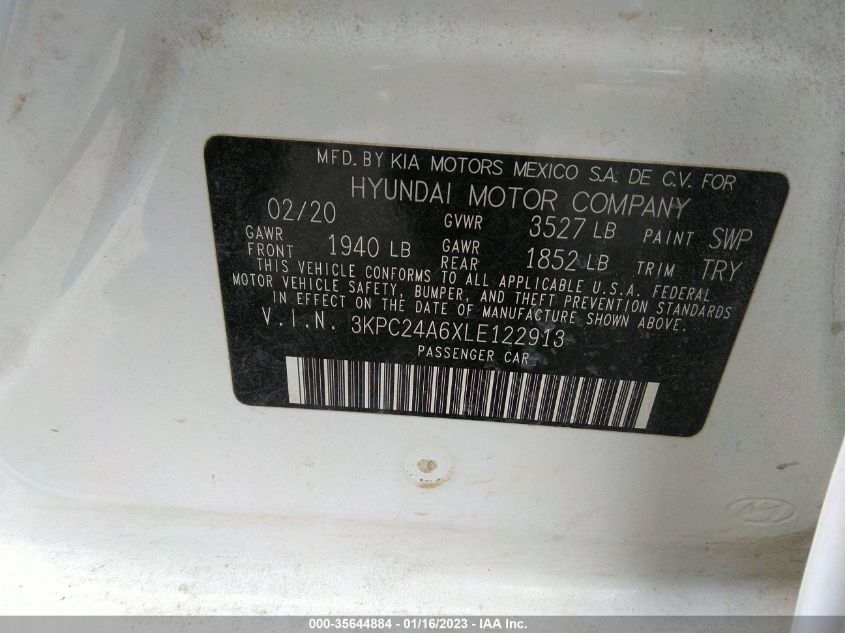 MFD. BY KIA MOTORS MEXICO S.A. DE C.V. FOR
HYUNDAI MOTOR COMPANY
02/20 GVWR 3527 LB PAINT SWP
GAWR FRONT 1940 LB GAWR REAR 1852 LB TRIM TRY
THIS VEHICLE CONFORMS TO ALL APPLICABLE U.S.A. FEDERAL
MOTOR VEHICLE SAFETY, BUMPER, AND THEFT PREVENTION STANDARDS
IN EFFECT ON THE DATE OF MANUFACTURE SHOWN ABOVE.
V.I.N. 3KPC24A6XLE122913
PASSENGER CAR
000-35644884 - 01/16/2023 - IAA Inc.